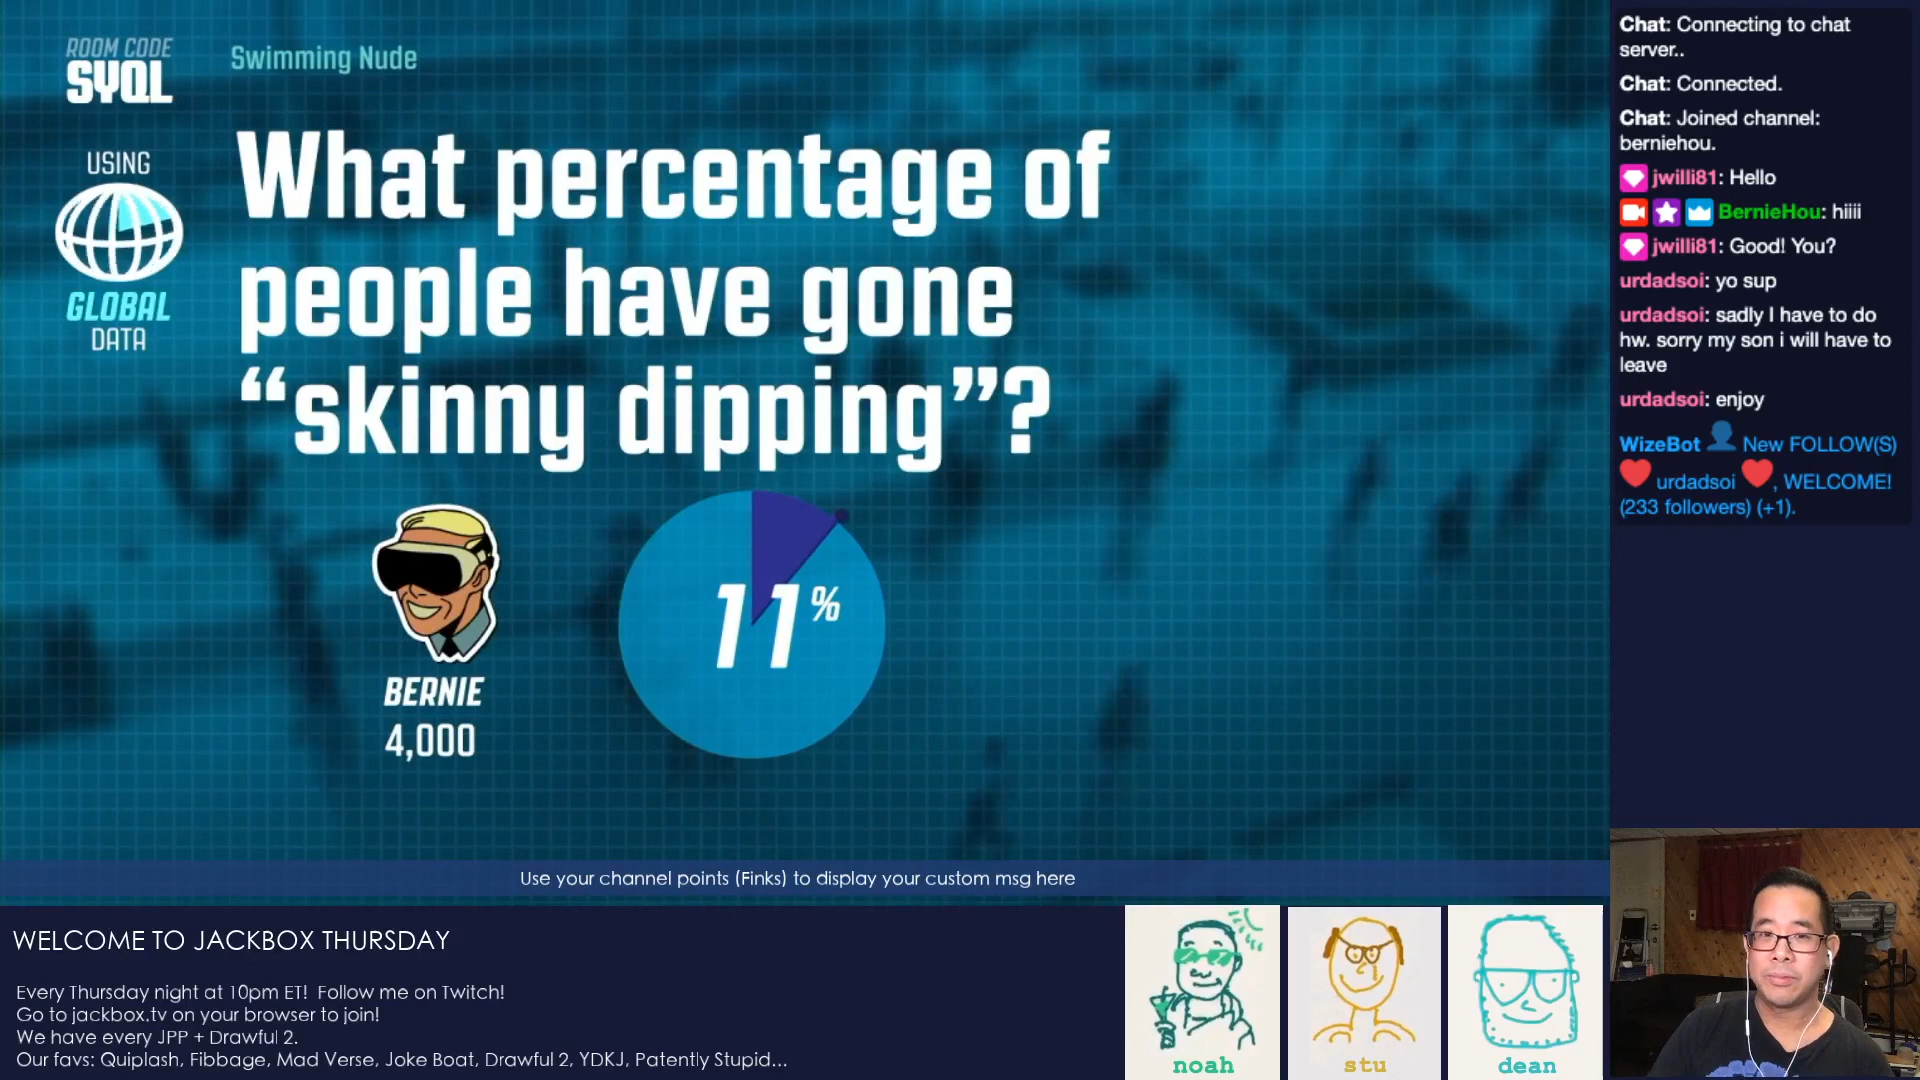 ROOM CODE
SYQL
Swimming Nude
USING
GLOBAL
DATA
What percentage of
people have gone
“skinny dipping”?
11%
BERNIE
4,000
Use your channel points (Finks) to display your custom msg here
WELCOME TO JACKBOX THURSDAY
Every Thursday night at 10pm ET! Follow me on Twitch!
Go to jackbox.tv on your browser to join!
We have every JPP + Drawful 2.
Our favs: Quiplash, Fibbage, Mad Verse, Joke Boat, Drawful 2, YDKJ, Patently Stupid...
noah
stu
dean
Chat: Connecting to chat
server..
Chat: Connected.
Chat: Joined channel:
berniehou.
jwilli81: Hello
BernieHou: hiiii
jwilli81: Good! You?
urdadsoi: yo sup
urdadsoi: sadly I have to do
hw. sorry my son i will have to
leave
urdadsoi: enjoy
WizeBot New FOLLOW(S)
urdadsoi , WELCOME!
(233 followers) (+1).